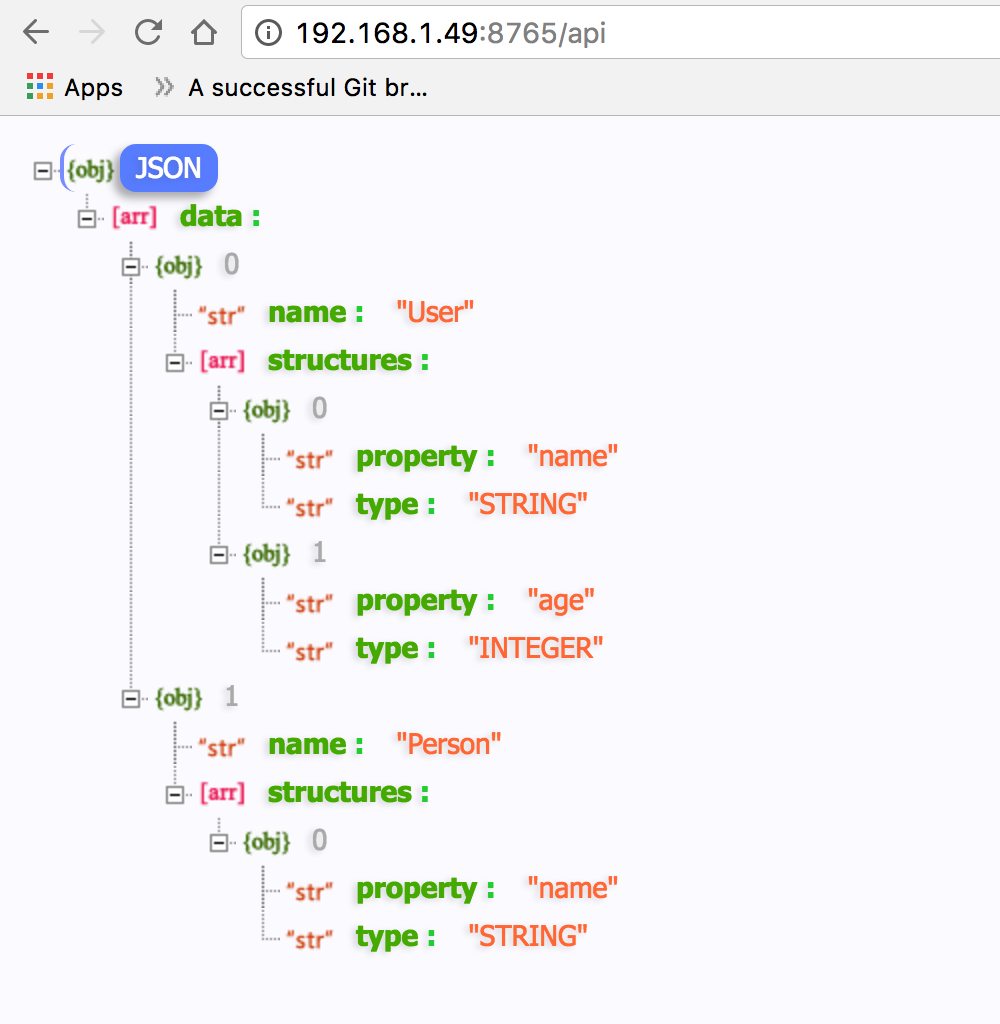 192.168.1.49:8765/api
Apps A successful Git br...
{obj} JSON
[arr] data :
{obj} 0
"str" name : "User"
[arr] structures :
{obj} 0
"str" property : "name"
"str" type : "STRING"
{obj} 1
"str" property : "age"
"str" type : "INTEGER"
{obj} 1
"str" name : "Person"
[arr] structures :
{obj} 0
"str" property : "name"
"str" type : "STRING"